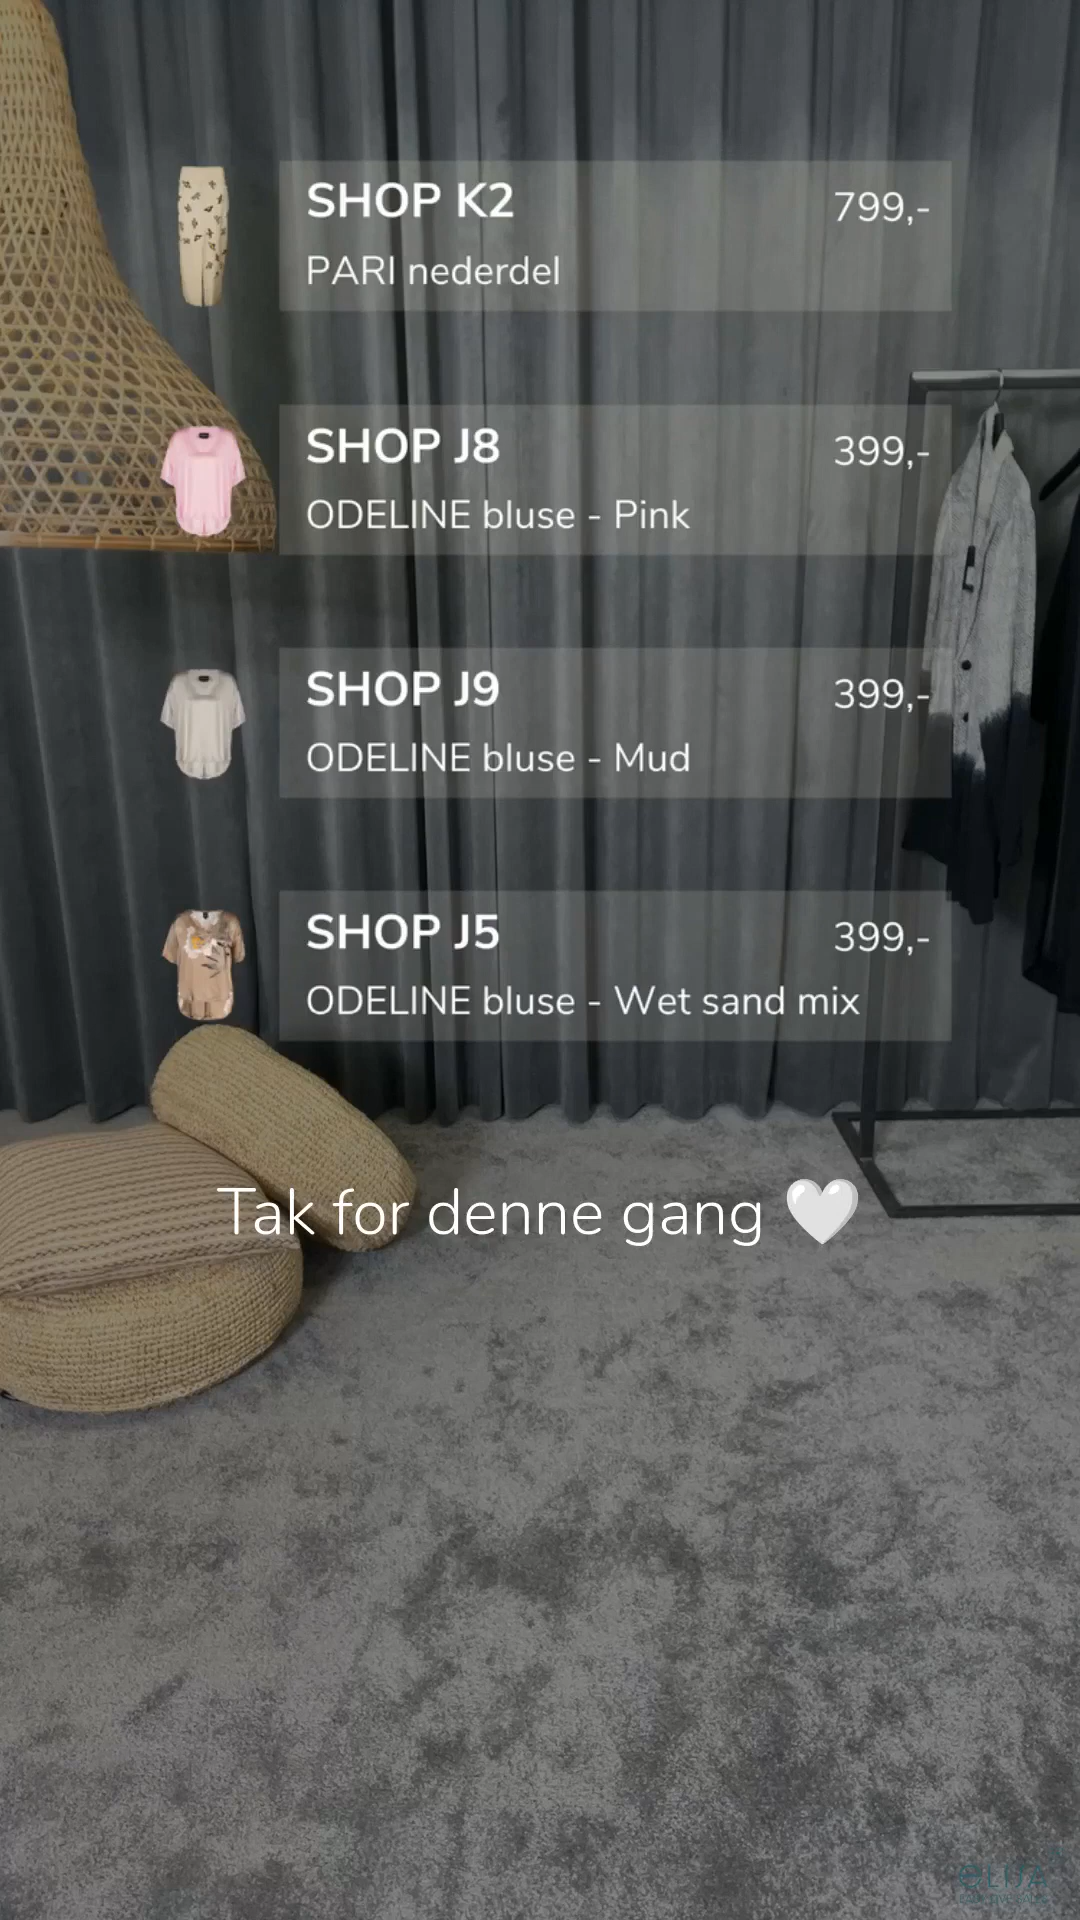 SHOP K2
799,-
PARI nederdel
SHOP J8
399,-
ODELINE bluse - Pink
SHOP J9
399,-
ODELINE bluse - Mud
SHOP J5
399,-
ODELINE bluse - Wet sand mix
Tak for denne gang 🤍
eLISA